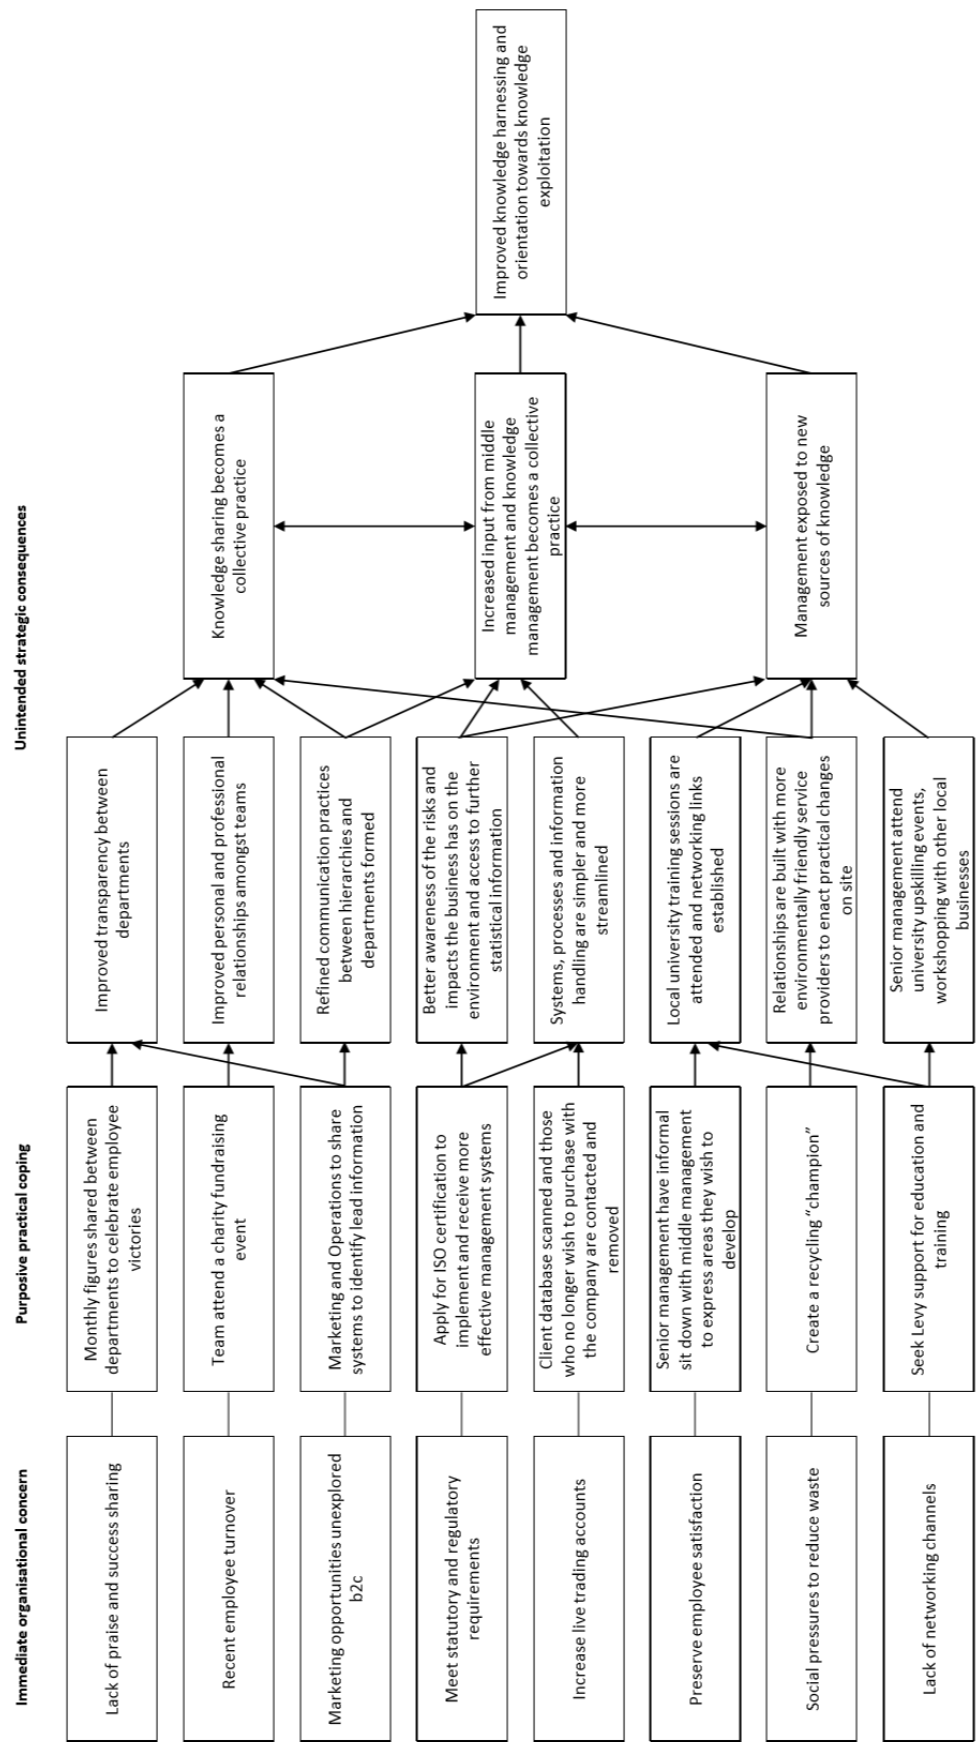 Immediate organisational concern
Purposive practical coping
Unintended strategic consequences
Lack of praise and success sharing
Monthly figures shared between
departments to celebrate employee
victories
Improved transparency between
departments
Recent employee turnover
Team attend a charity fundraising
event
Improved personal and professional
relationships amongst teams
Marketing opportunities unexplored
b2c
Marketing and Operations to share
systems to identify lead information
Refined communication practices
between hierarchies and
departments formed
Meet statutory and regulatory
requirements
Apply for ISO certification to
implement and receive more
effective management systems
Better awareness of the risks and
impacts the business has on the
environment and access to further
statistical information
Increase live trading accounts
Client database scanned and those
who no longer wish to purchase with
the company are contacted and
removed
Systems, processes and information
handling are simpler and more
streamlined
Preserve employee satisfaction
Senior management have informal
sit down with middle management
to express areas they wish to
develop
Local university training sessions are
attended and networking links
established
Social pressures to reduce waste
Create a recycling “champion”
Relationships are built with more
environmentally friendly service
providers to enact practical changes
on site
Lack of networking channels
Seek Levy support for education and
training
Senior management attend
university upskilling events,
workshopping with other local
businesses
Knowledge sharing becomes a
collective practice
Increased input from middle
management and knowledge
management becomes a collective
practice
Management exposed to new
sources of knowledge
Improved knowledge harnessing and
orientation towards knowledge
exploitation